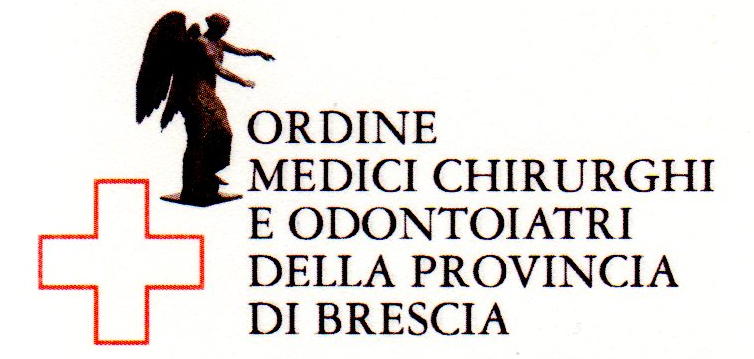 ORDINE
MEDICI CHIRURGHI
E ODONTOIATRI
DELLA PROVINCIA
DI BRESCIA